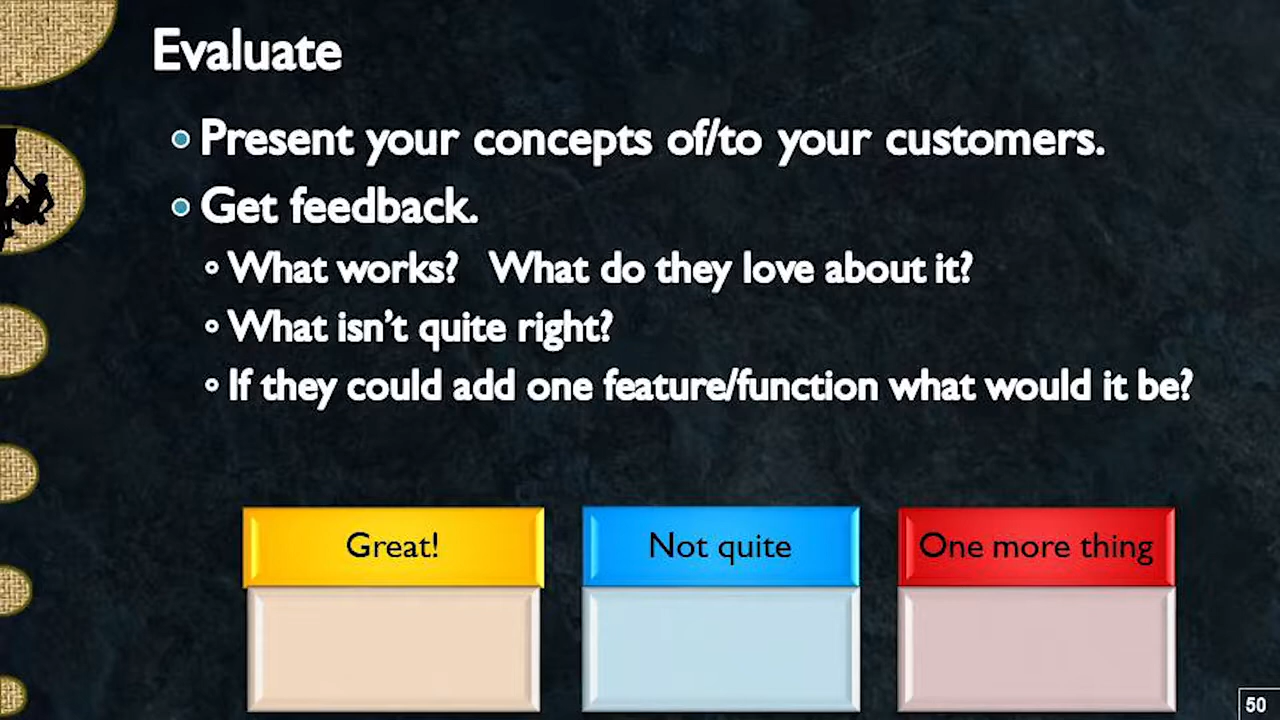 Evaluate
Present your concepts of/to your customers.
Get feedback.
What works? What do they love about it?
What isn't quite right?
If they could add one feature/function what would it be?
Great!
Not quite
One more thing
50